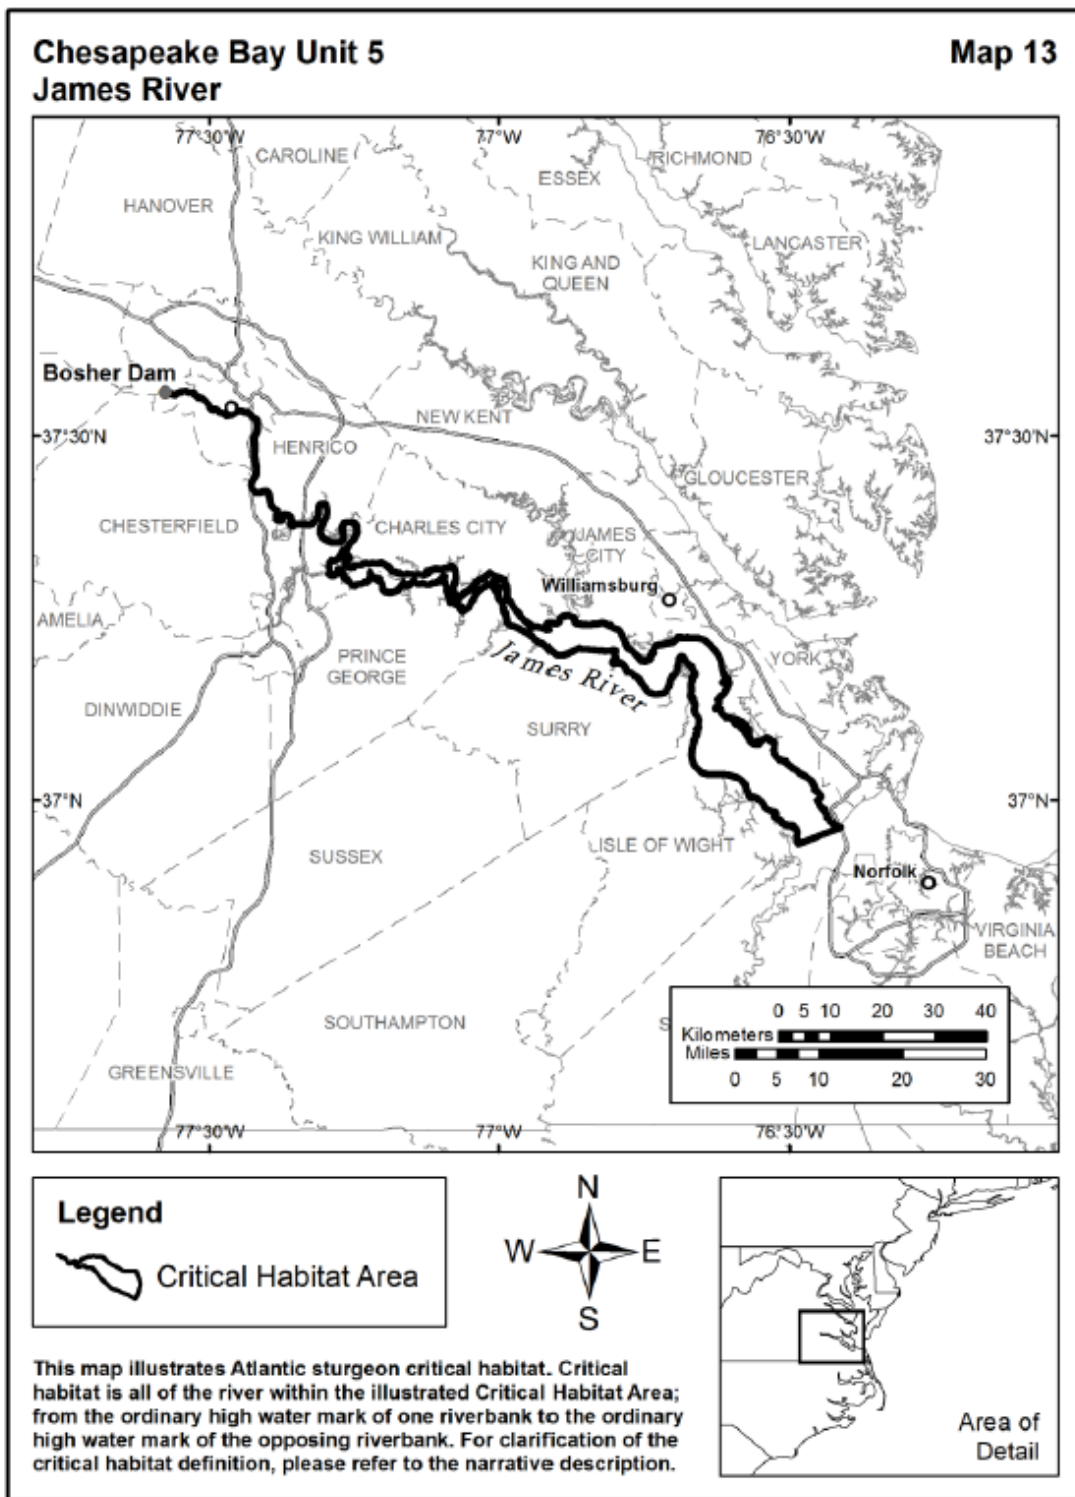 Chesapeake Bay Unit 5
Map 13
James River
77°30'W
77°W
76°30'W
CAROLINE
RICHMOND
ESSEX
HANOVER
KING WILLIAM
LANCASTER
KING AND
QUEEN
Bosher Dam
NEW KENT
37°30'N
37°30'N
HENRICO
GLOUCESTER
CHESTERFIELD
CHARLES CITY
JAMES
CITY
Williamsburg
AMELIA
PRINCE
GEORGE
James River
YORK
DINWIDDIE
SURRY
37°N
37°N
SUSSEX
ISLE OF WIGHT
Norfolk
VIRGINIA
BEACH
SOUTHAMPTON
S
GREENSVILLE
0 5 10 20 30 40
Kilometers
Miles
0 5 10 20 30
77°30'W
77°W
76°30'W
Legend
Critical Habitat Area
N
W E
S
This map illustrates Atlantic sturgeon critical habitat. Critical
habitat is all of the river within the illustrated Critical Habitat Area;
from the ordinary high water mark of one riverbank to the ordinary
high water mark of the opposing riverbank. For clarification of the
critical habitat definition, please refer to the narrative description.
Area of
Detail